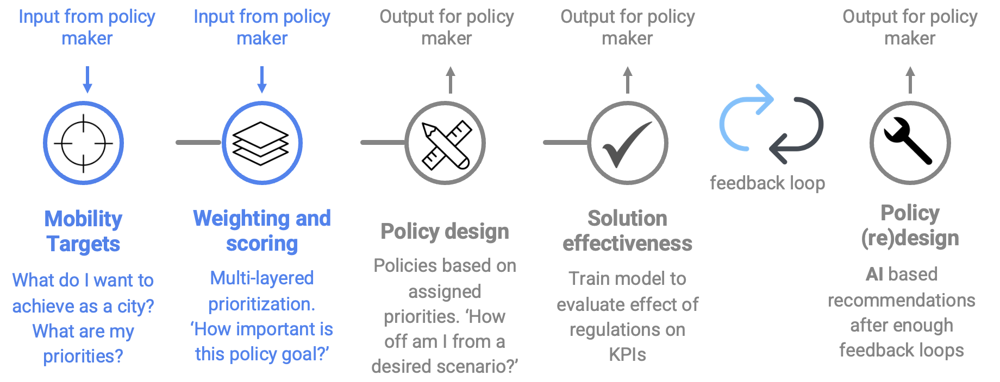 Input from policy
maker
Input from policy
maker
Output for policy
maker
Output for policy
maker
Output for policy
maker
feedback loop
Mobility
Targets
What do I want to
achieve as a city?
What are my
priorities?
Weighting and
scoring
Multi-layered
prioritization.
‘How important is
this policy goal?’
Policy design
Policies based on
assigned
priorities. ‘How
off am I from a
desired scenario?’
Solution
effectiveness
Train model to
evaluate effect of
regulations on
KPIs
Policy
(re)design
AI based
recommendations
after enough
feedback loops